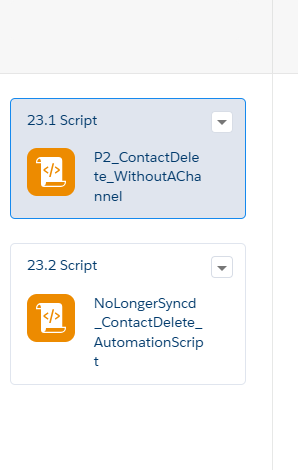 23.1 Script
P2_ContactDele
te_WithoutACha
nnel
23.2 Script
NoLongerSyncd
_ContactDelete_
AutomationScrip
t